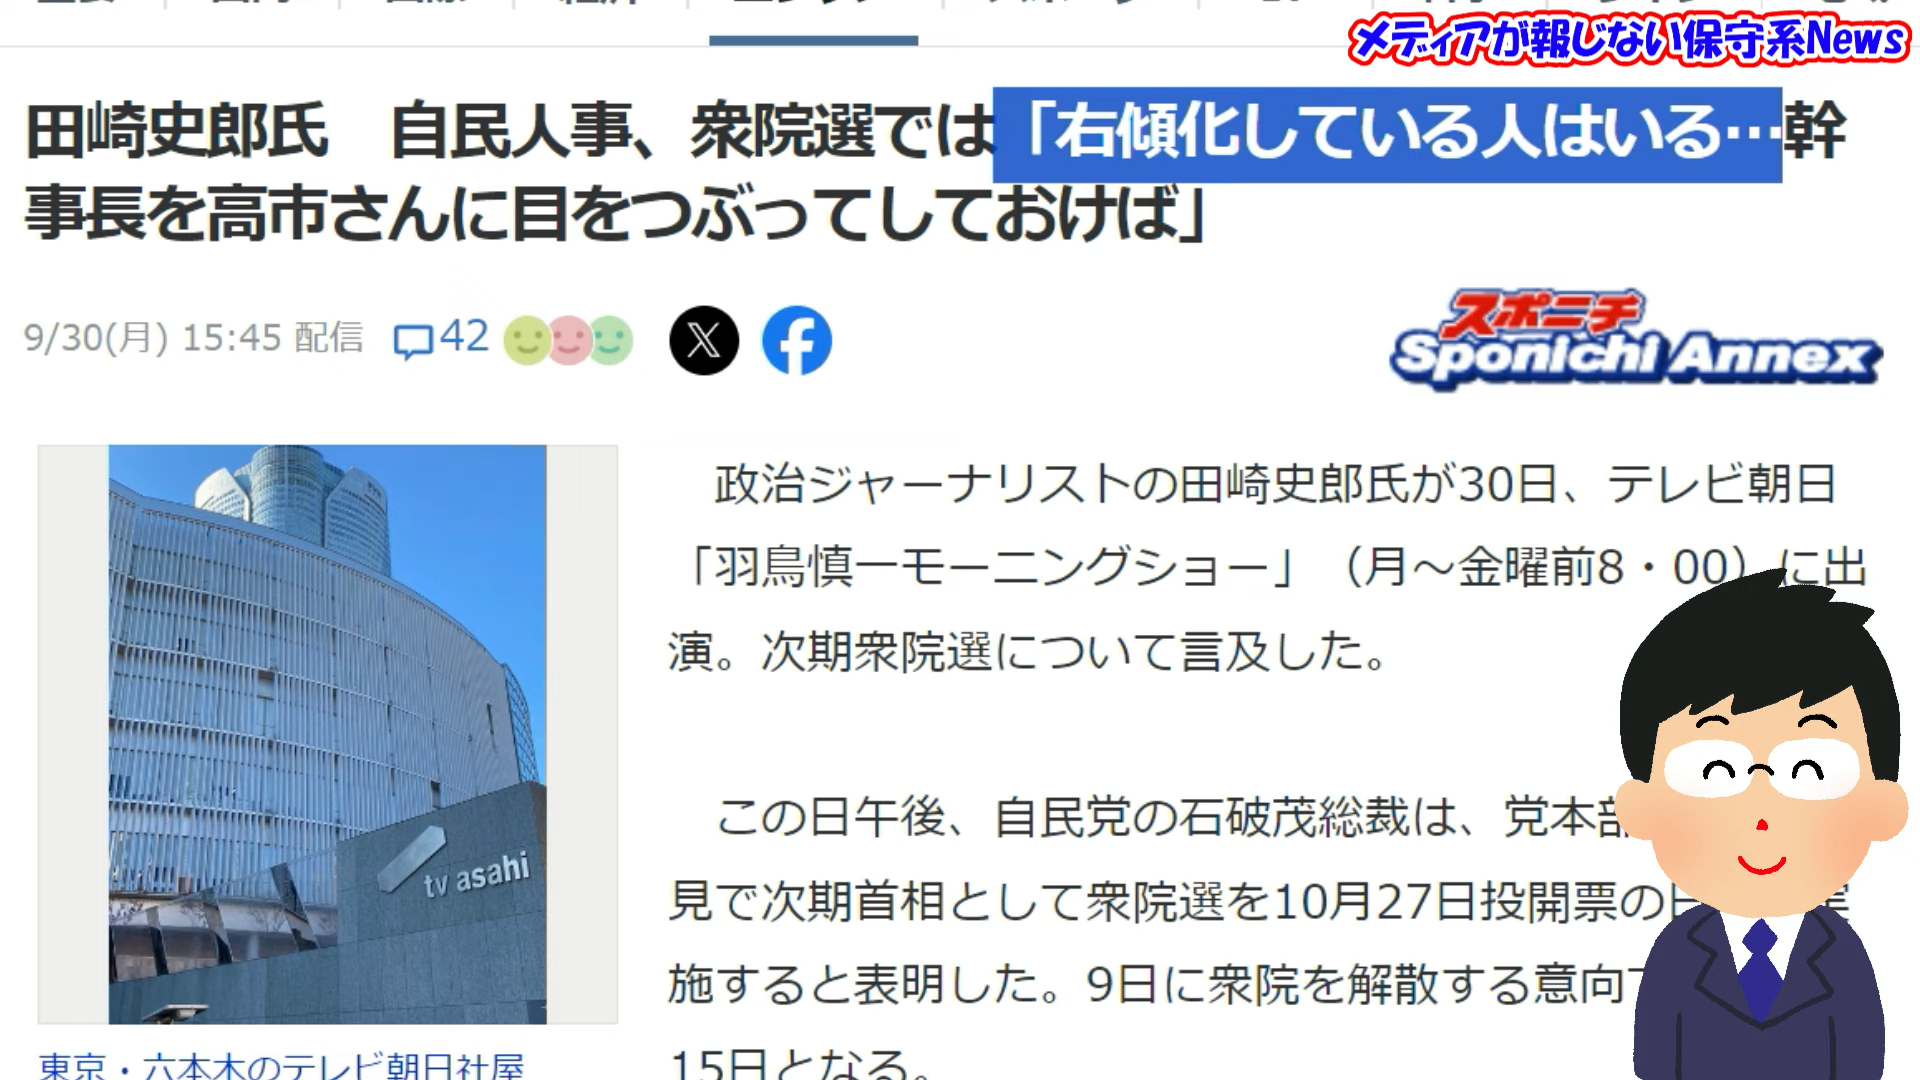 メディアが報じない保守系News
田崎史郎氏　自民人事、衆院選では「右傾化している人はいる…幹
事長を高市さんに目をつぶってしておけば」
9/30(月) 15:45 配信
42
スポニチ
Sponichi Annex
政治ジャーナリストの田崎史郎氏が30日、テレビ朝日
「羽鳥慎一モーニングショー」（月～金曜前8・00）に出
演。次期衆院選について言及した。
この日午後、自民党の石破茂総裁は、党本部
見で次期首相として衆院選を10月27日投開票の日
施すると表明した。9日に衆院を解散する意向
15日となる。
tv asahi
東京・六本木のテレビ朝日社屋